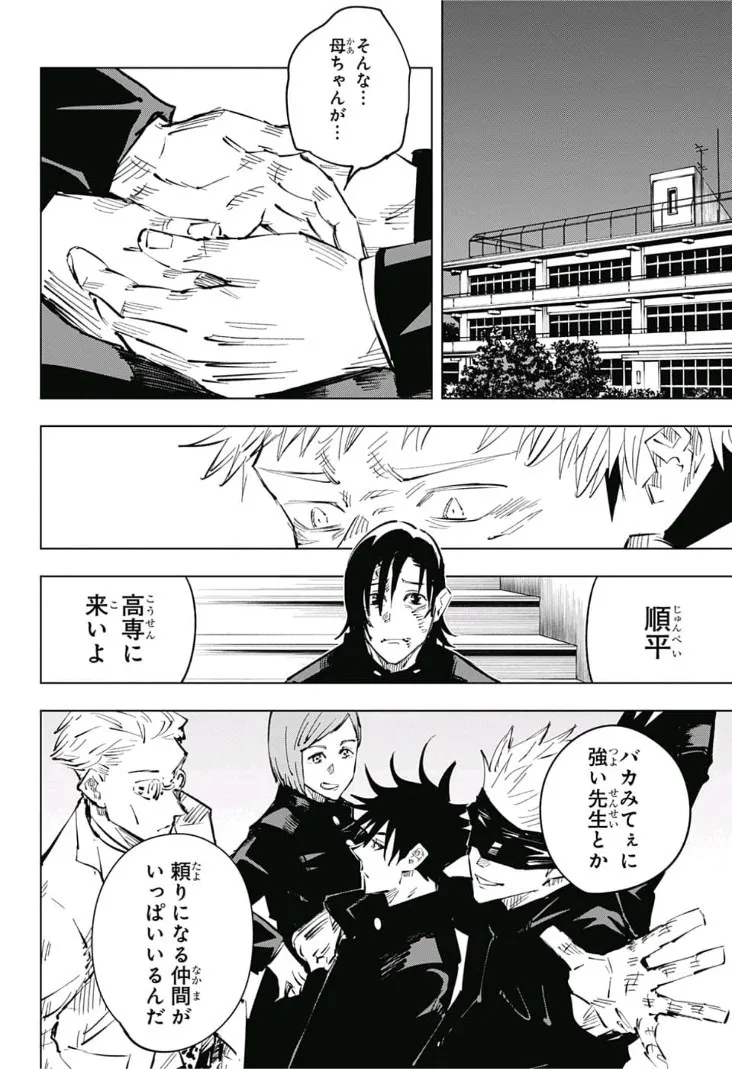 そんな…
母ちゃんが…
順平
高専に
来いよ
バカみてぇに
強い先生とか
頼りになる仲間が
いっぱいいるんだ